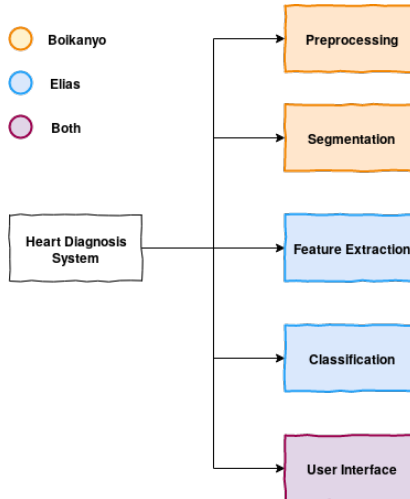 Boikanyo
Elias
Both
Heart Diagnosis
System
Preprocessing
Segmentation
Feature Extraction
Classification
User Interface